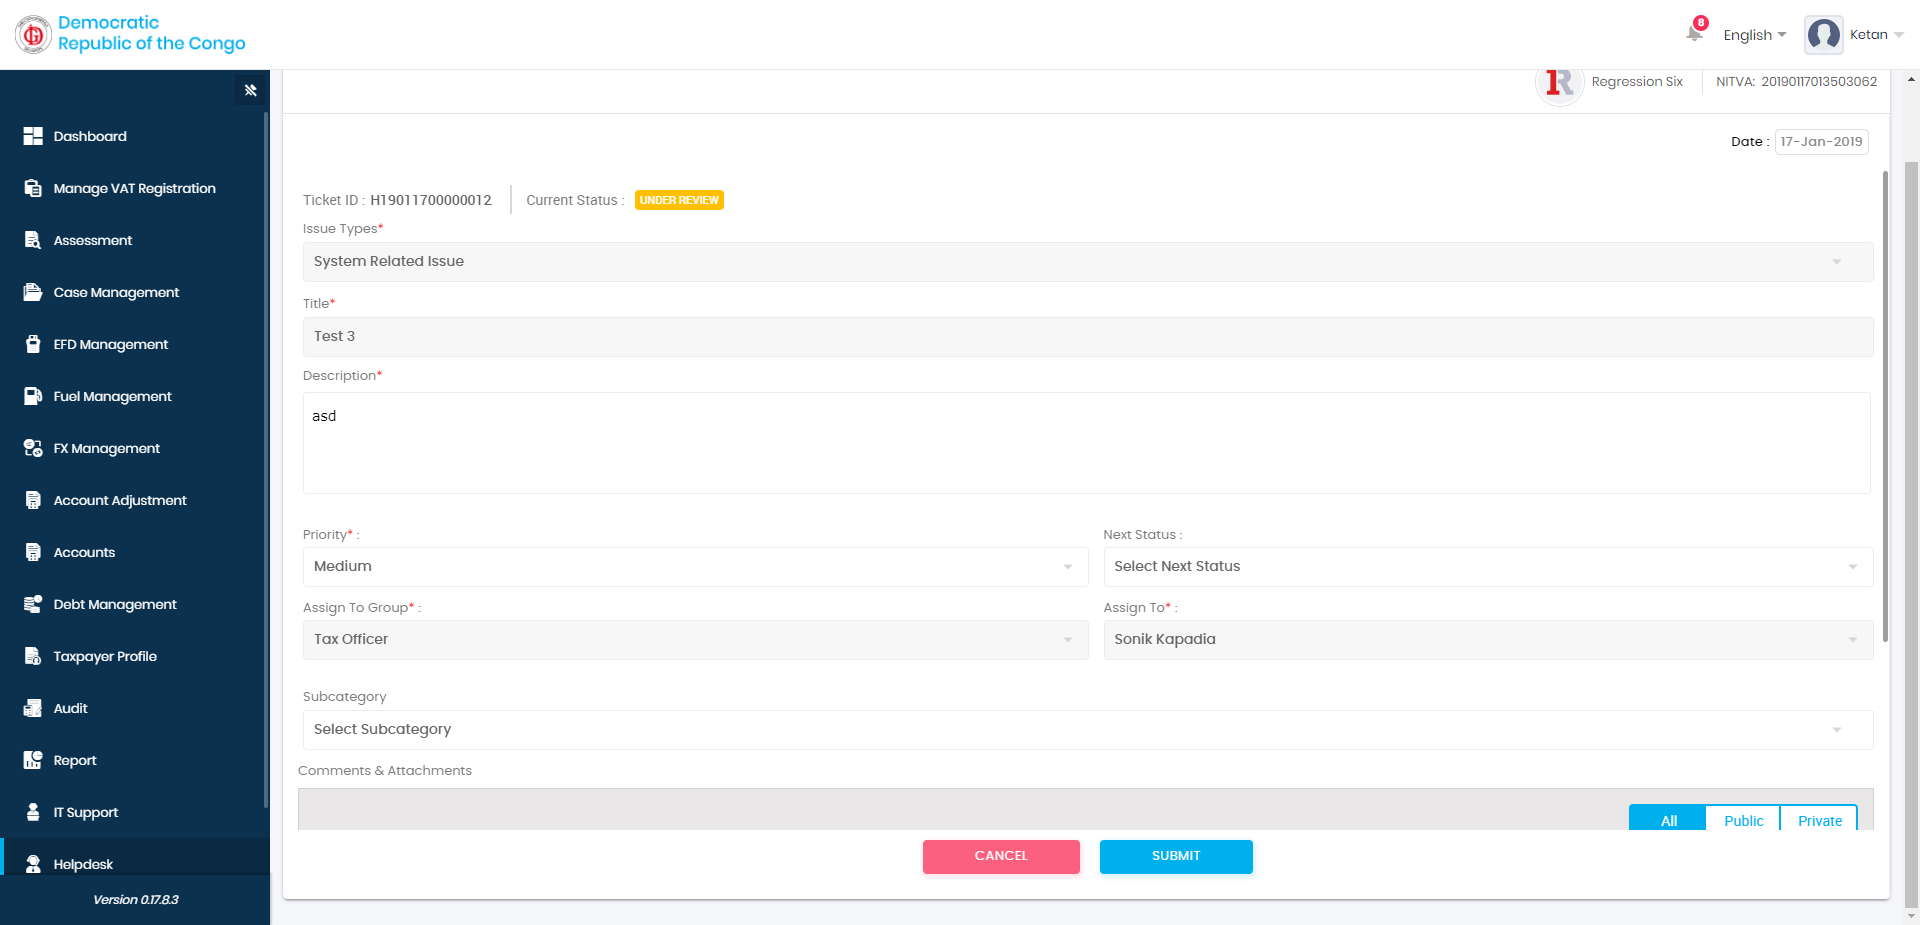 Democratic
Republic of the Congo
8
English
Ketan
Regression Six
NITVA: 20190117013503062
Date : 17-Jan-2019
Dashboard
Manage VAT Registration
Assessment
Case Management
EFD Management
Fuel Management
FX Management
Account Adjustment
Accounts
Debt Management
Taxpayer Profile
Audit
Report
IT Support
Helpdesk
Version 0.17.8.3
Ticket ID : H19011700000012
Current Status : UNDER REVIEW
Issue Types*
System Related Issue
Title*
Test 3
Description*
asd
Priority* :
Medium
Next Status :
Select Next Status
Assign To Group* :
Tax Officer
Assign To* :
Sonik Kapadia
Subcategory
Select Subcategory
Comments & Attachments
All
Public
Private
CANCEL
SUBMIT